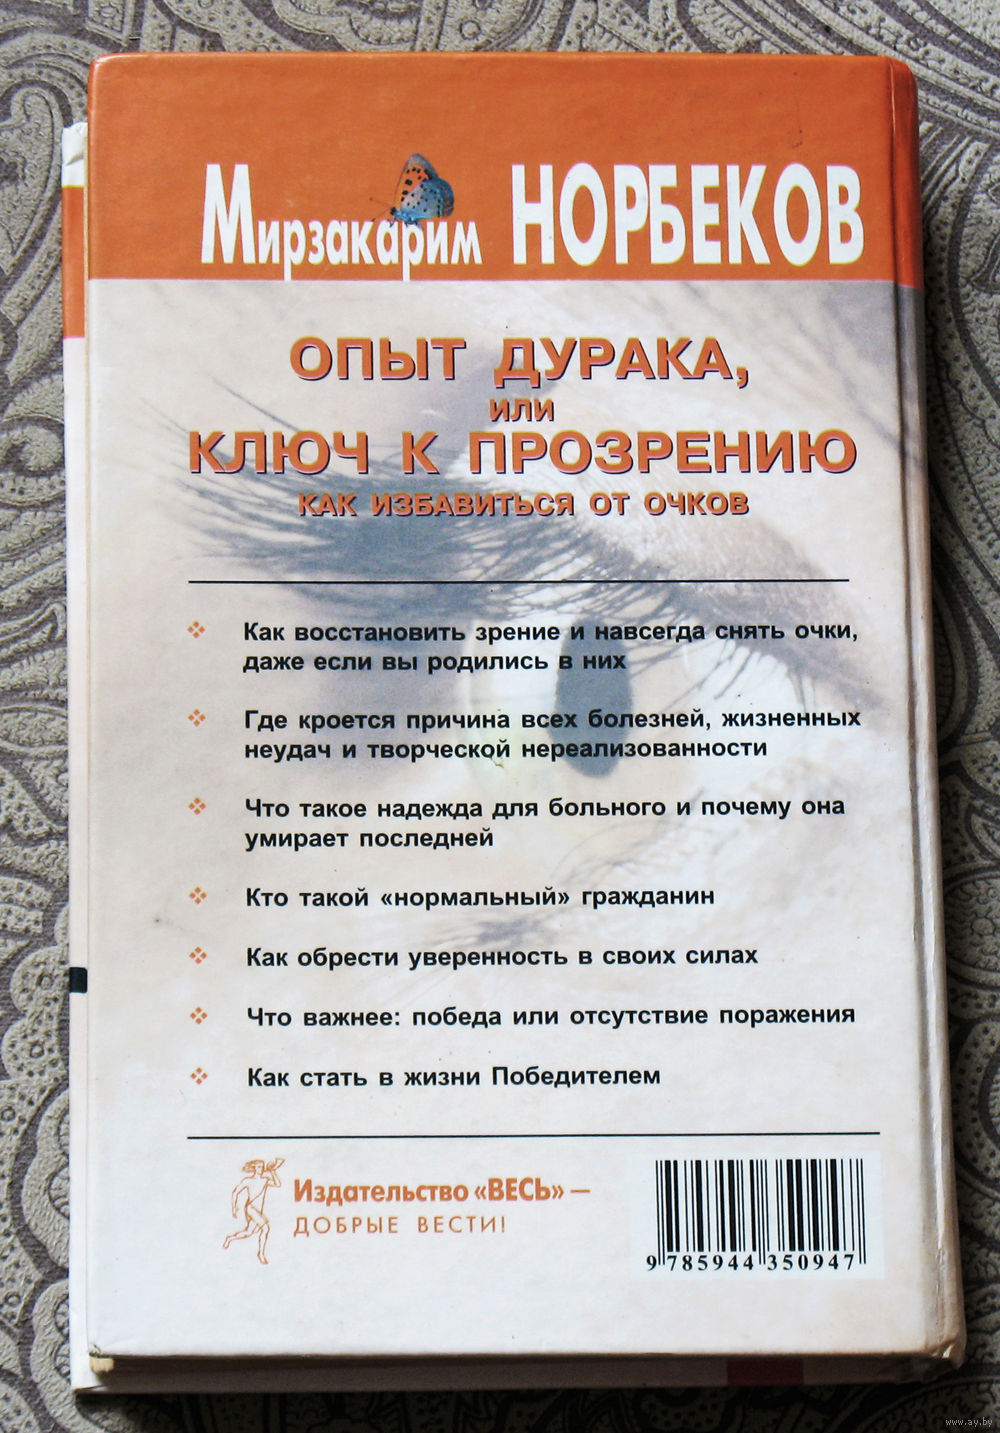 Мирзакарим НОРБЕКОВ
ОПЫТ ДУРАКА,
ИЛИ
КЛЮЧ К ПРОЗРЕНИЮ
КАК ИЗБАВИТЬСЯ ОТ ОЧКОВ
❖ Как восстановить зрение и навсегда снять очки,
даже если вы родились в них
❖ Где кроется причина всех болезней, жизненных
неудач и творческой нереализованности
❖ Что такое надежда для больного и почему она
умирает последней
❖ Кто такой «нормальный» гражданин
❖ Как обрести уверенность в своих силах
❖ Что важнее: победа или отсутствие поражения
❖ Как стать в жизни Победителем
Издательство «ВЕСЬ» —
ДОБРЫЕ ВЕСТИ!
9 785944 350947
www.ay.by